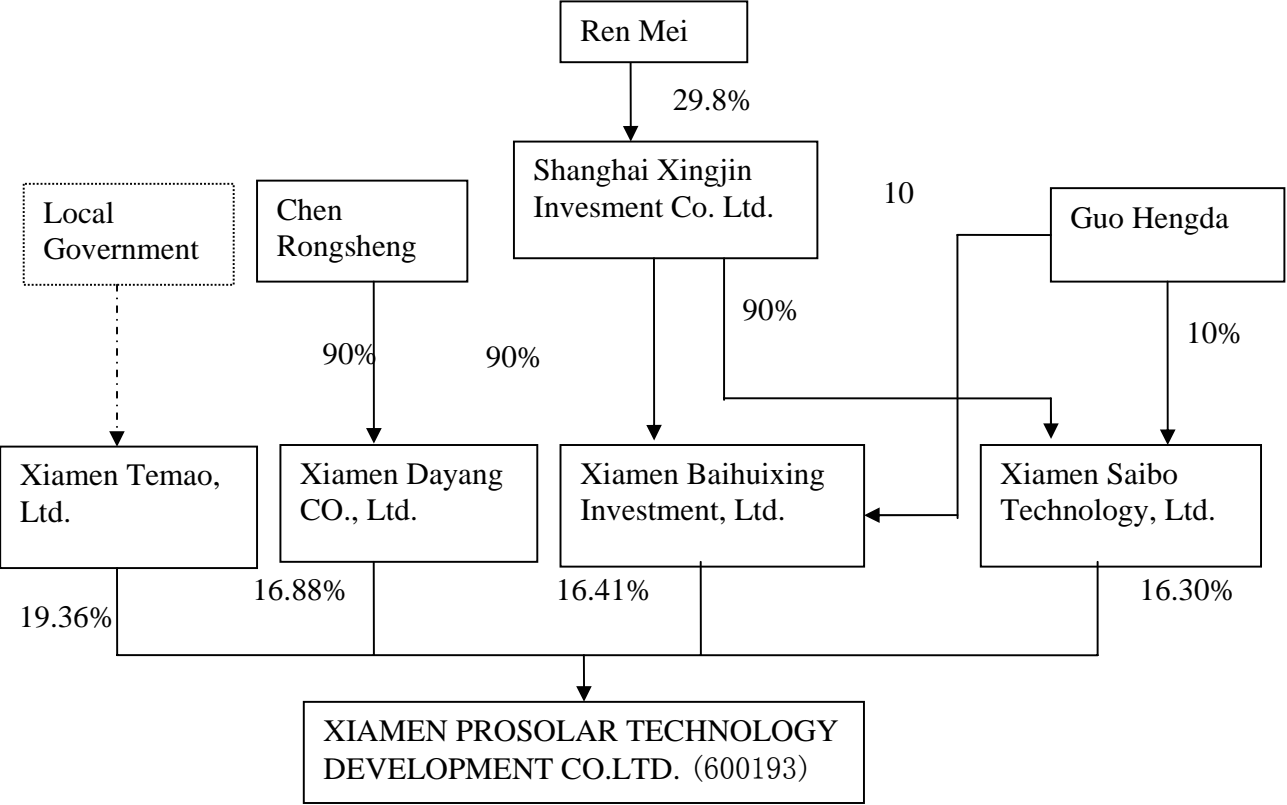 Ren Mei
29.8%
Shanghai Xingjin
Invesment Co. Ltd.
10
Local
Government
Chen
Rongsheng
Guo Hengda
90%
10%
90%
90%
Xiamen Temao,
Ltd.
Xiamen Dayang
CO., Ltd.
Xiamen Baihuixing
Investment, Ltd.
Xiamen Saibo
Technology, Ltd.
19.36%
16.88%
16.41%
16.30%
XIAMEN PROSOLAR TECHNOLOGY
DEVELOPMENT CO.LTD.（600193）